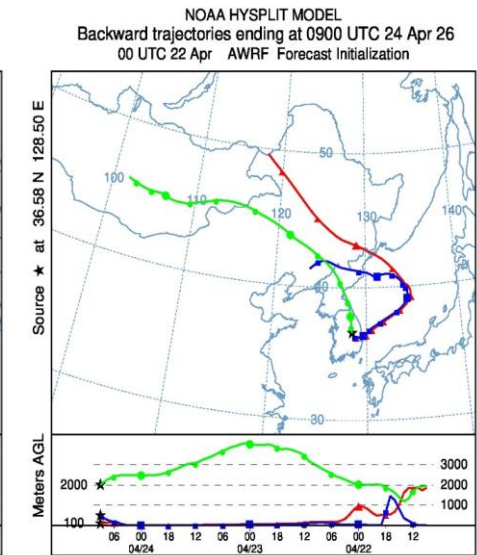 NOAA HYSPLIT MODEL
Backward trajectories ending at 0900 UTC 24 Apr 26
00 UTC 22 Apr AWRF Forecast Initialization
Source ★ at 36.58 N 128.50 E
50
100
110
120
130
140
40
30
Meters AGL
3000
2000
2000
1000
100
06 00 18 12 06 00 18 12 06 00 18 12
04/24 04/23 04/22